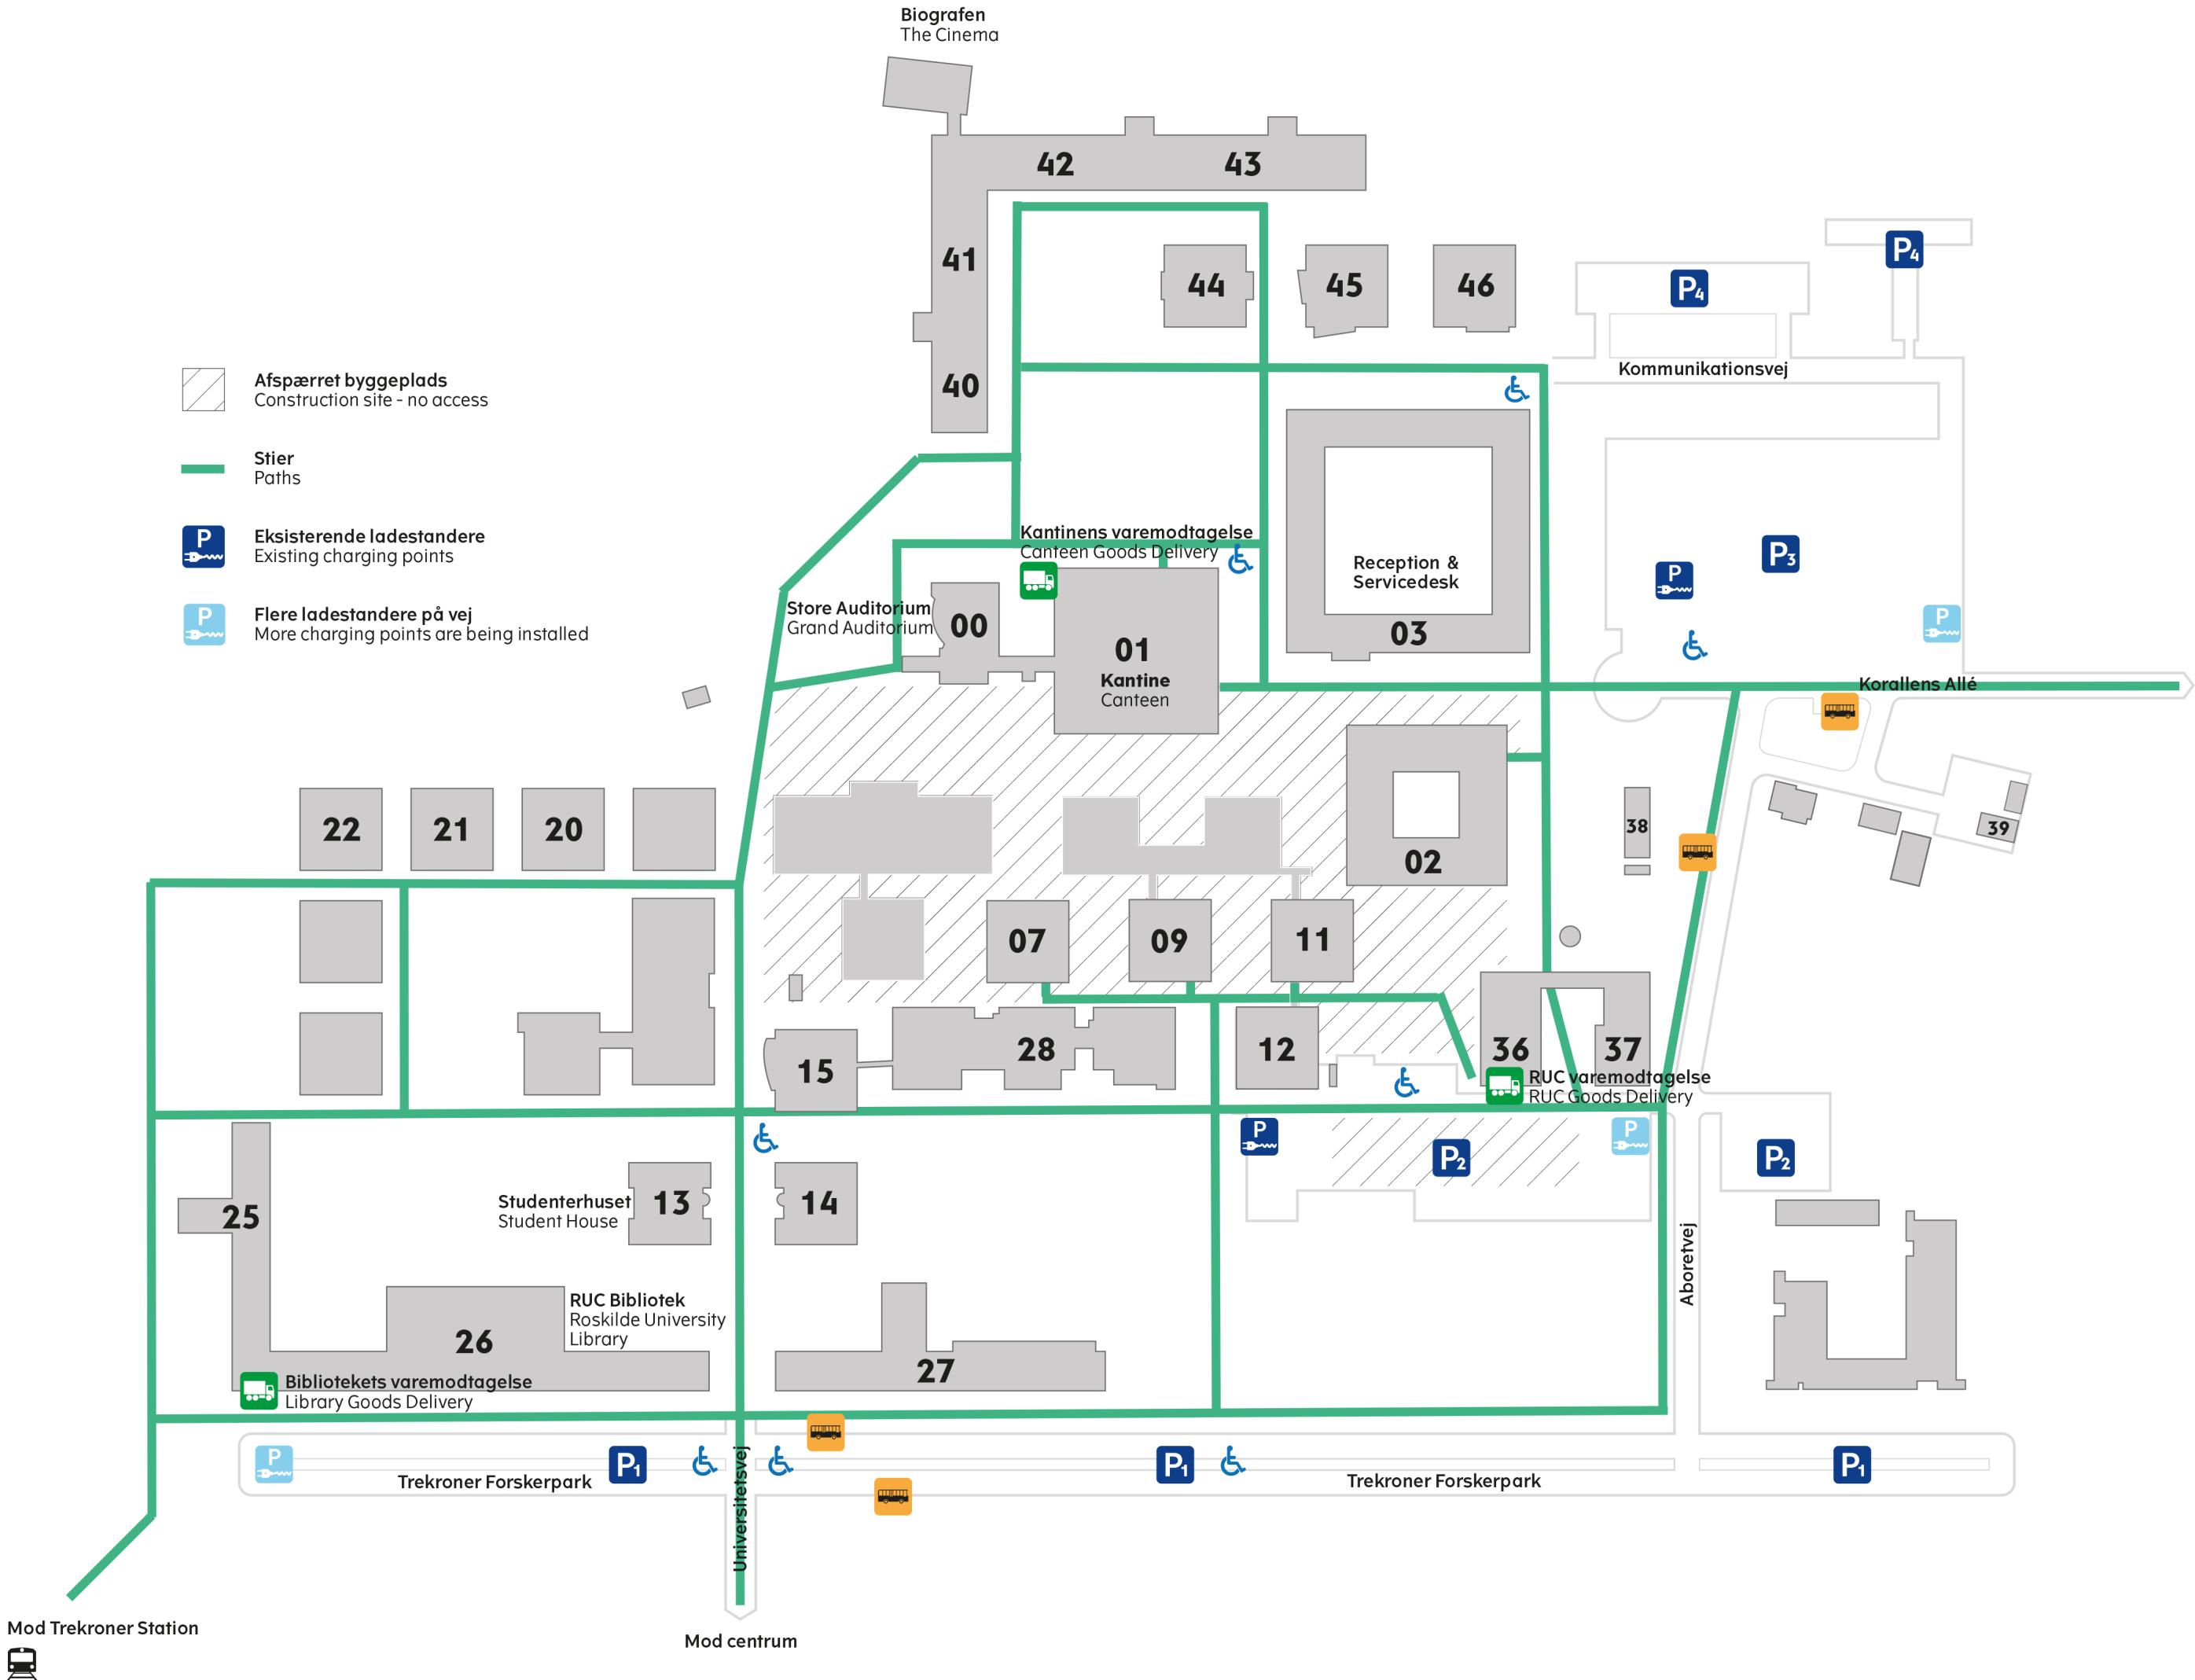 Biografen
The Cinema
42
43
41
40
44
45
46
P4
P4
Kommunikationsvej
Afspærret byggeplads
Construction site - no access
Stier
Paths
P
Eksisterende ladestandere
Existing charging points
P
Flere ladestandere på vej
More charging points are being installed
Kantinens varemodtagelse
Canteen Goods Delivery
Store Auditorium
Grand Auditorium
00
01
Kantine
Canteen
Reception &
Servicedesk
03
P
P3
P
Korallens Allé
22
21
20
02
38
39
07
09
11
15
28
12
36
37
RUC varemodtagelse
RUC Goods Delivery
P
P2
P
P2
25
Studenterhuset
Student House
13
14
Aboretvej
26
RUC Bibliotek
Roskilde University
Library
27
Bibliotekets varemodtagelse
Library Goods Delivery
P
P1
P1
P1
Trekroner Forskerpark
Universitetsvej
Trekroner Forskerpark
Mod Trekroner Station
Mod centrum